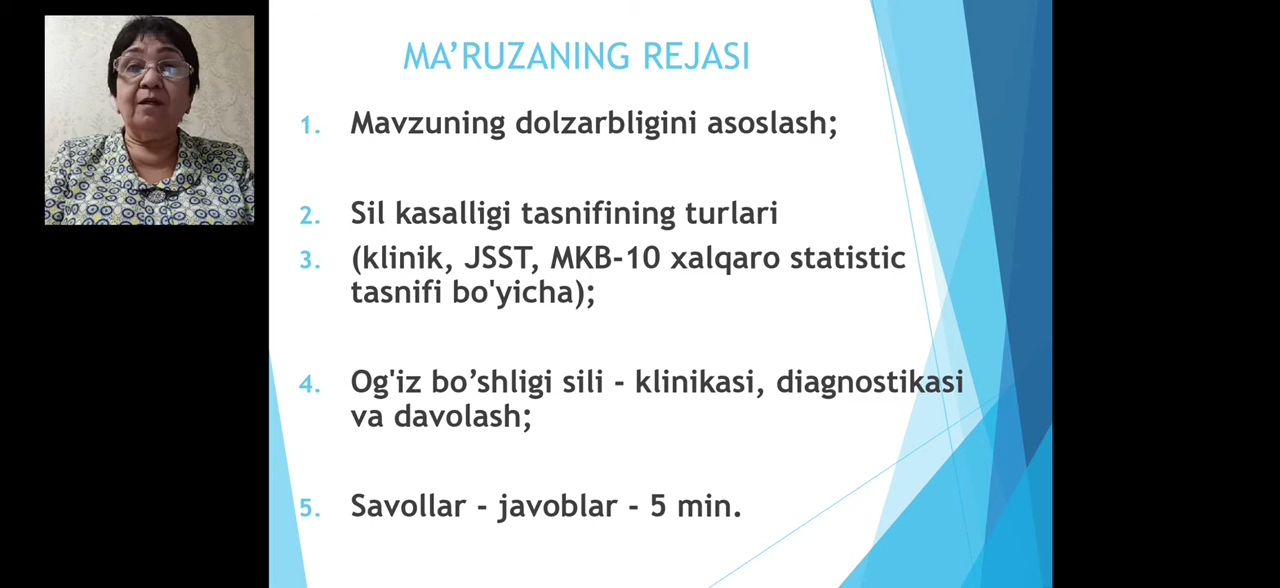 MA’RUZANING REJASI
1. Mavzuning dolzarbligini asoslash;
2. Sil kasalligi tasnifining turlari
3. (klinik, JSST, MKB-10 xalqaro statistic
tasnifi bo'yicha);
4. Og'iz bo’shligi sili - klinikasi, diagnostikasi
va davolash;
5. Savollar - javoblar - 5 min.